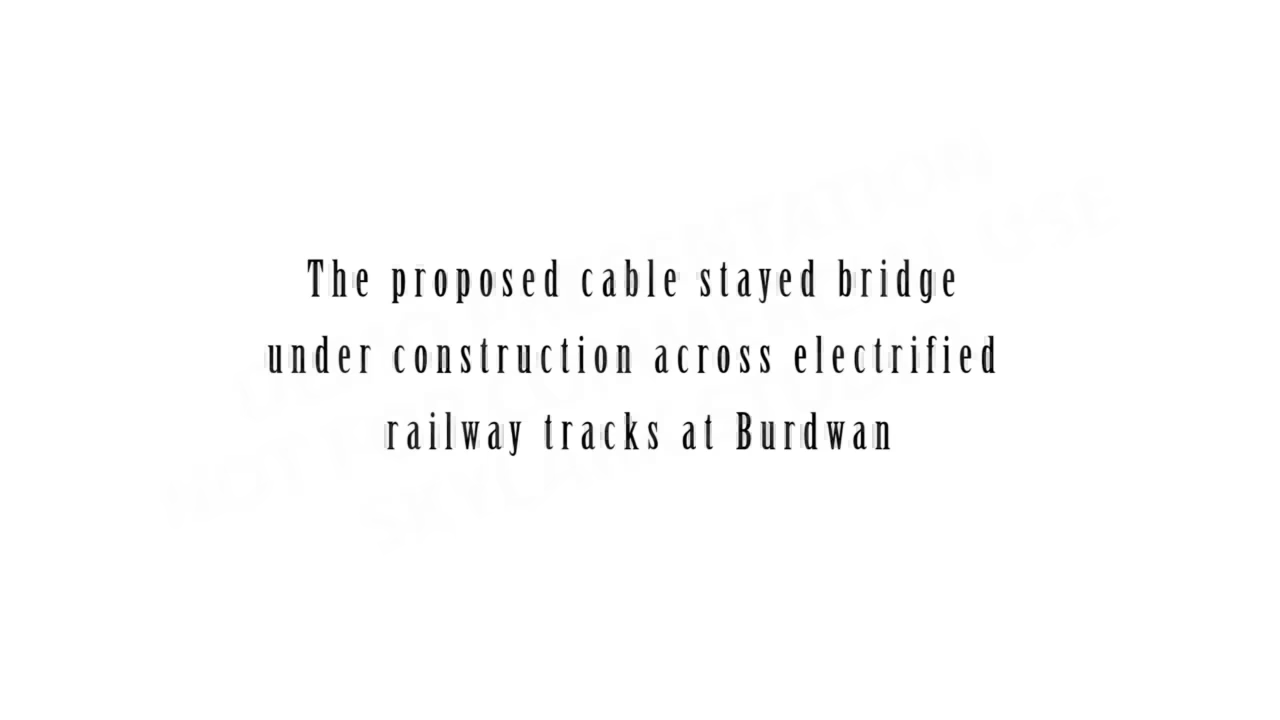 The proposed cable stayed bridge
under construction across electrified
railway tracks at Burdwan